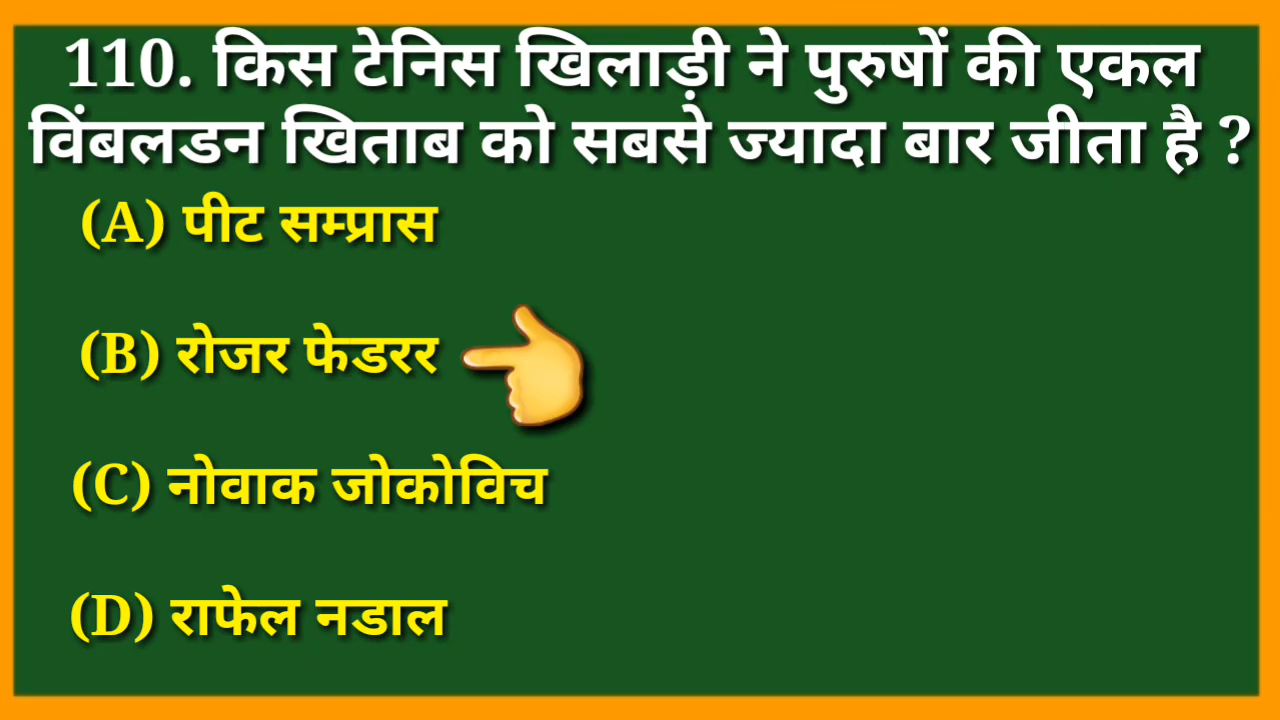 110. किस टेनिस खिलाड़ी ने पुरुषों की एकल
विंबलडन खिताब को सबसे ज्यादा बार जीता है ?
(A) पीट सम्प्रास
(B) रोजर फेडरर
(C) नोवाक जोकोविच
(D) राफेल नडाल